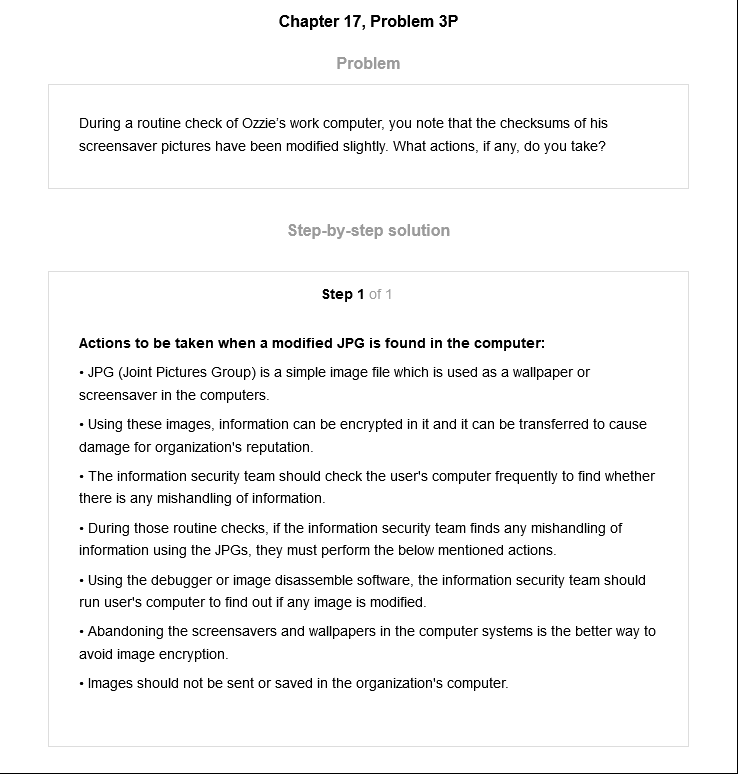 Chapter 17, Problem 3P
Problem
During a routine check of Ozzie's work computer, you note that the checksums of his
screensaver pictures have been modified slightly. What actions, if any, do you take?
Step-by-step solution
Step 1 of 1
Actions to be taken when a modified JPG is found in the computer:
• JPG (Joint Pictures Group) is a simple image file which is used as a wallpaper or
screensaver in the computers.
• Using these images, information can be encrypted in it and it can be transferred to cause
damage for organization's reputation.
• The information security team should check the user's computer frequently to find whether
there is any mishandling of information.
• During those routine checks, if the information security team finds any mishandling of
information using the JPGs, they must perform the below mentioned actions.
• Using the debugger or image disassemble software, the information security team should
run user's computer to find out if any image is modified.
• Abandoning the screensavers and wallpapers in the computer systems is the better way to
avoid image encryption.
• Images should not be sent or saved in the organization's computer.